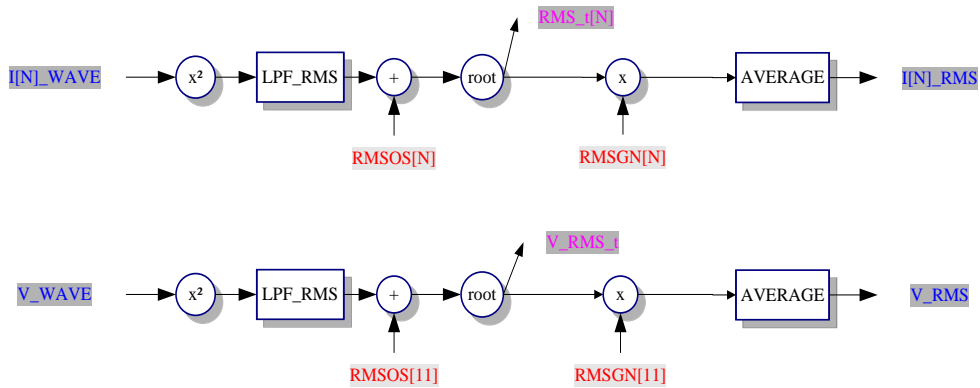 RMS_t[N]
I[N]_WAVE x² LPF_RMS + root x AVERAGE I[N]_RMS
RMSOS[N] RMSGN[N]
V_RMS_t
V_WAVE x² LPF_RMS + root x AVERAGE V_RMS
RMSOS[11] RMSGN[11]